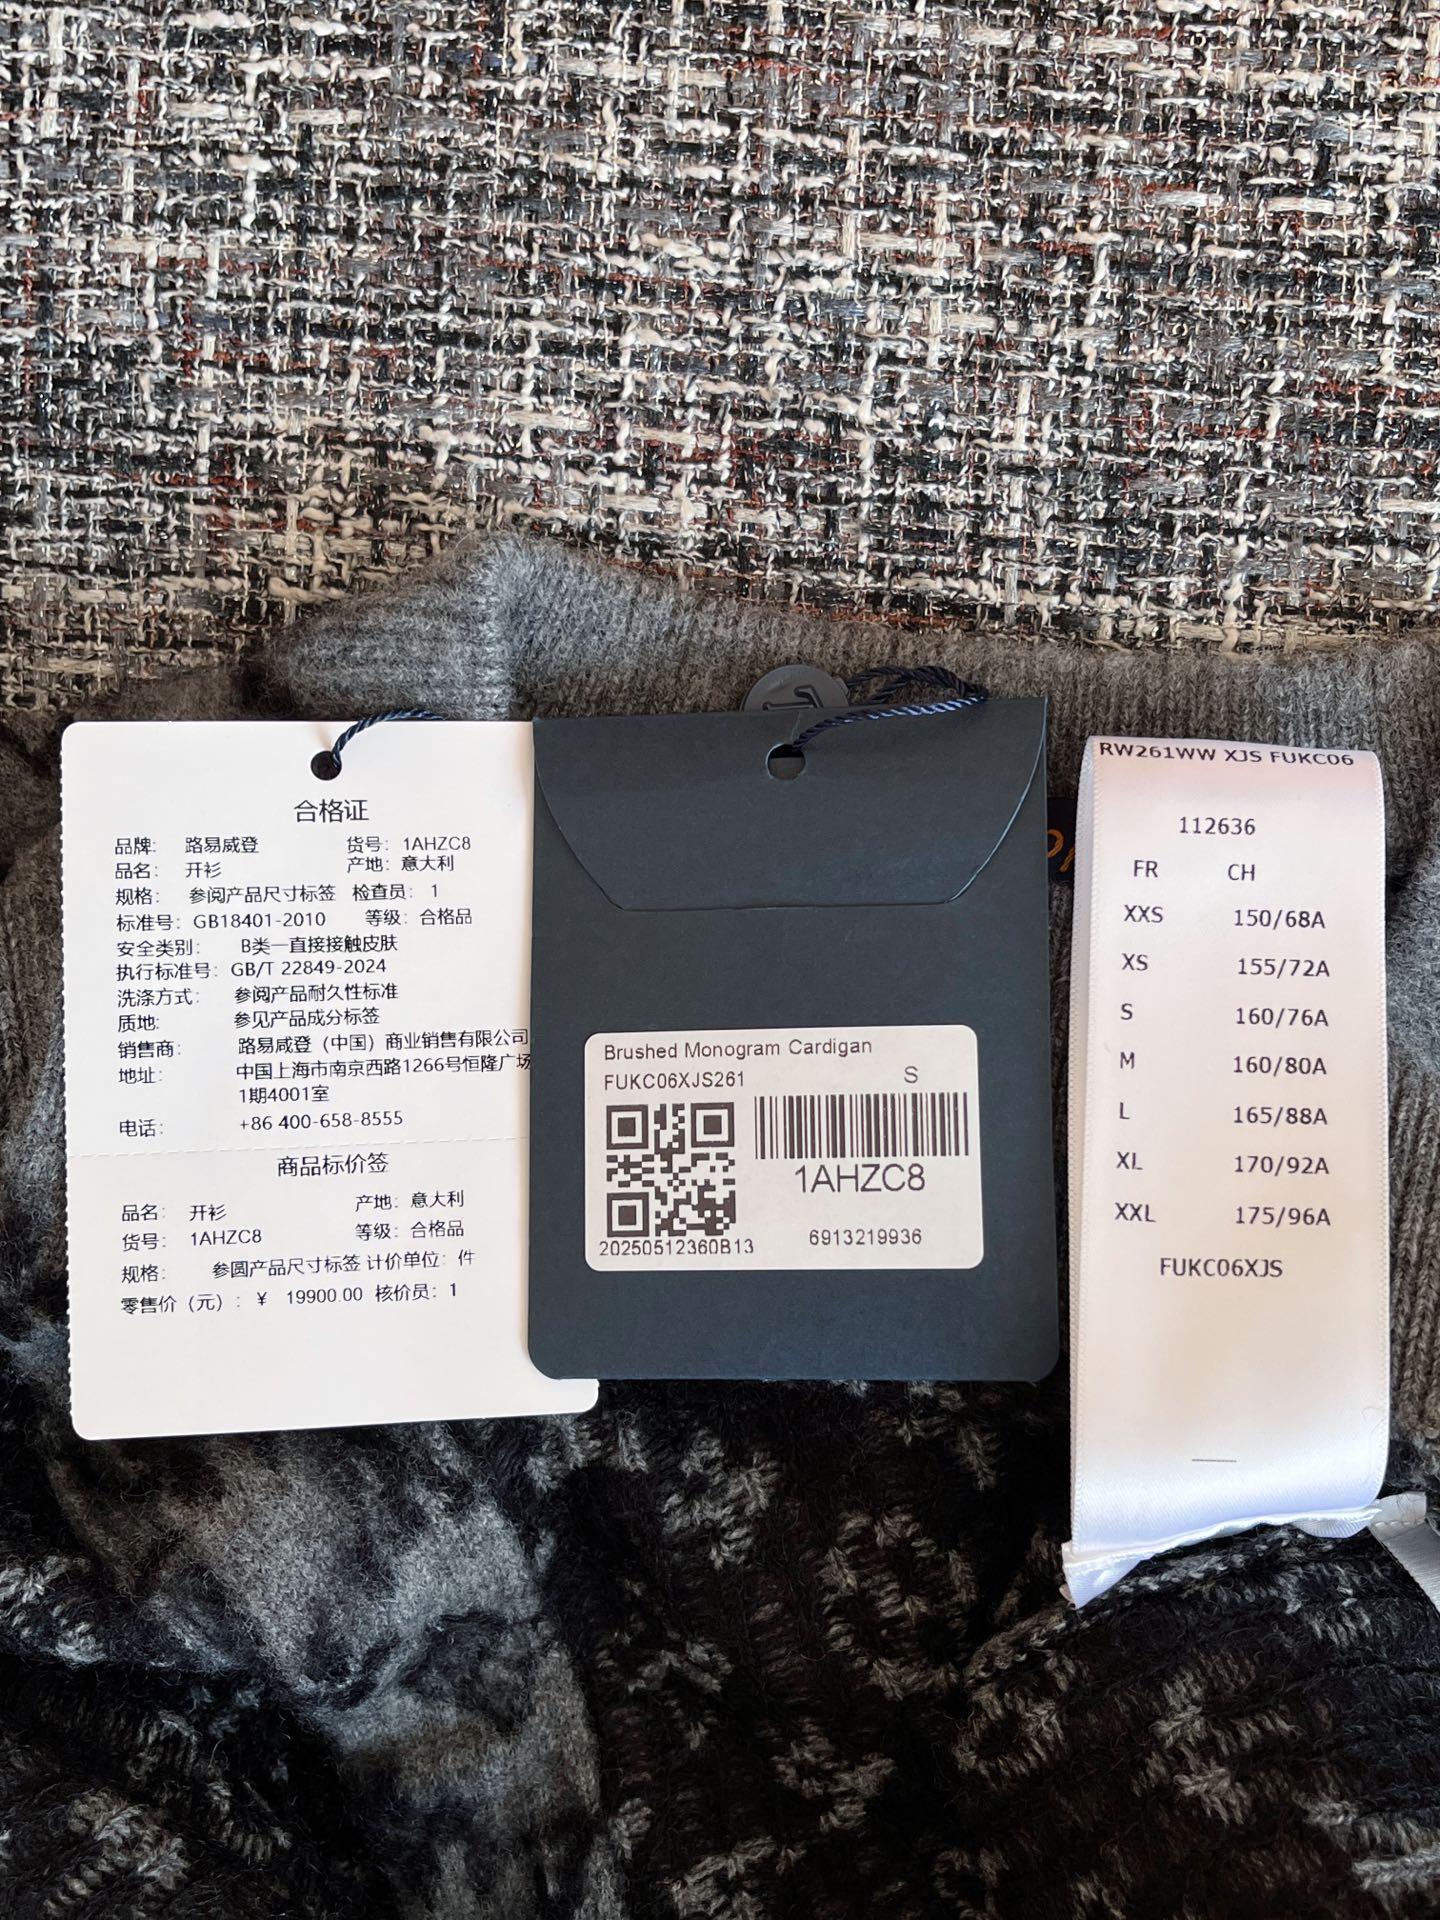 合格证
品牌: 路易威登 货号: 1AHZC8
品名: 开衫 产地: 意大利
规格: 参阅产品尺寸标签 检查员: 1
标准号: GB18401-2010 等级: 合格品
安全类别: B类一直接接触皮肤
执行标准号: GB/T 22849-2024
洗涤方式: 参阅产品耐久性标准
质地: 参见产品成分标签
销售商: 路易威登（中国）商业销售有限公司
地址: 中国上海市南京西路1266号恒隆广场
1期4001室
电话: +86 400-658-8555
商品标价签
品名: 开衫 产地: 意大利
货号: 1AHZC8 等级: 合格品
规格: 参圆产品尺寸标签 计价单位: 件
零售价（元）: ¥ 19900.00 核价员: 1
Brushed Monogram Cardigan
FUKC06XJS261 S
1AHZC8
20250512360B13 6913219936
RW261WW XJS FUKC06
112636
FR CH
XXS 150/68A
XS 155/72A
S 160/76A
M 160/80A
L 165/88A
XL 170/92A
XXL 175/96A
FUKC06XJS